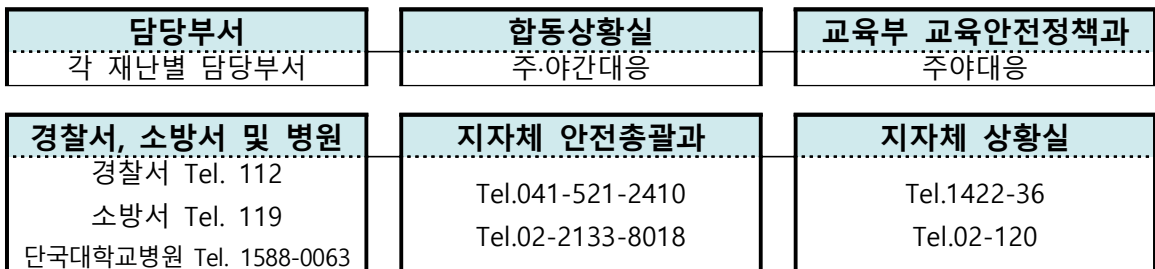 담당부서
각 재난별 담당부서
합동상황실
주·야간대응
교육부 교육안전정책과
주야대응
경찰서, 소방서 및 병원
경찰서 Tel. 112
소방서 Tel. 119
단국대학교병원 Tel. 1588-0063
지자체 안전총괄과
Tel.041-521-2410
Tel.02-2133-8018
지자체 상황실
Tel.1422-36
Tel.02-120